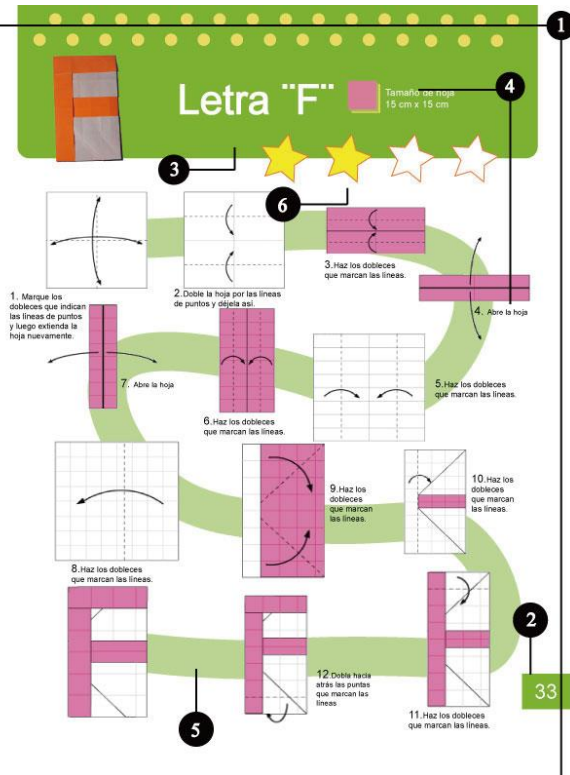 1
Letra ¨F¨
Tamaño de hoja
15 cm x 15 cm
4
3
6
1. Marque los
dobleces que indican
las líneas de puntos
y luego extienda la
hoja nuevamente.
2.Doble la hoja por las líneas
de puntos y déjela así.
3.Haz los dobleces
que marcan las líneas.
4. Abre la hoja
5.Haz los dobleces
que marcan las líneas.
6.Haz los dobleces
que marcan las líneas.
7. Abre la hoja
8.Haz los dobleces
que marcan las líneas.
9.Haz los
dobleces
que marcan
las líneas.
10.Haz los
dobleces
que marcan
las líneas.
2
33
11.Haz los dobleces
que marcan las líneas.
12.Dobla hacia
atrás las puntas
que marcan las
líneas
5